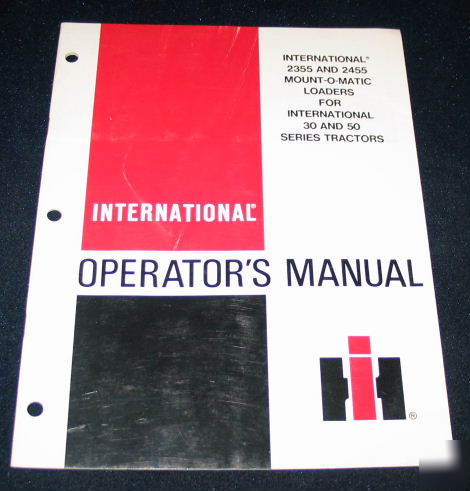 INTERNATIONAL®
2355 AND 2455
MOUNT-O-MATIC
LOADERS
FOR
INTERNATIONAL
30 AND 50
SERIES TRACTORS
INTERNATIONAL®
OPERATOR'S MANUAL
IH®